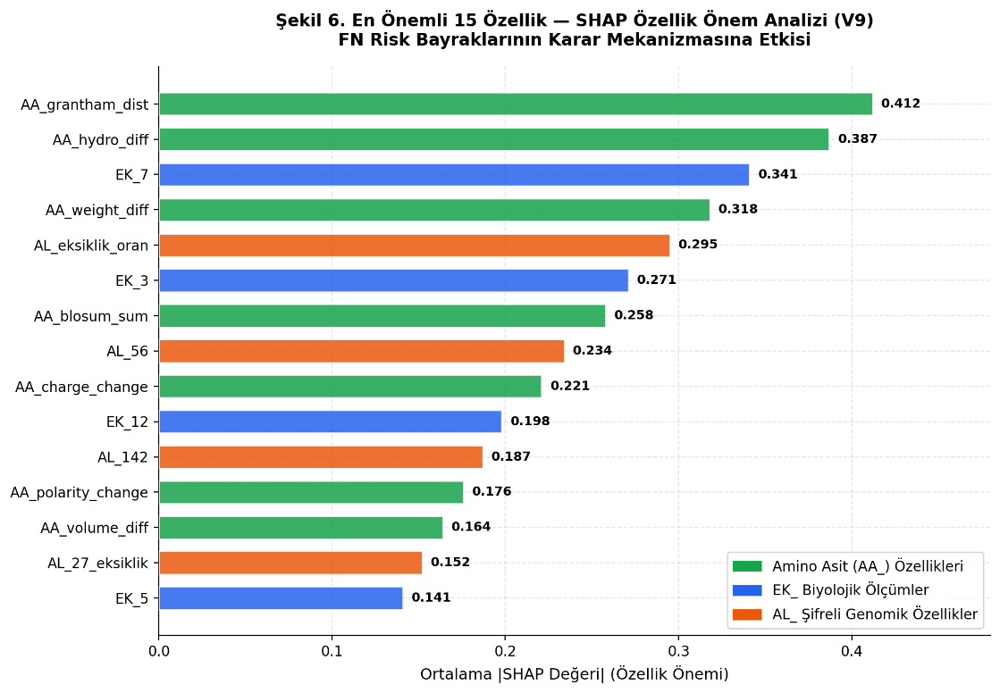 Şekil 6. En Önemli 15 Özellik — SHAP Özellik Önem Analizi (V9)
FN Risk Bayraklarının Karar Mekanizmasına Etkisi
AA_grantham_dist 0.412
AA_hydro_diff 0.387
EK_7 0.341
AA_weight_diff 0.318
AL_eksiklik_oran 0.295
EK_3 0.271
AA_blosum_sum 0.258
AL_56 0.234
AA_charge_change 0.221
EK_12 0.198
AL_142 0.187
AA_polarity_change 0.176
AA_volume_diff 0.164
AL_27_eksiklik 0.152
EK_5 0.141
Amino Asit (AA_) Özellikleri
EK_ Biyolojik Ölçümler
AL_ Şifreli Genomik Özellikler
0.0 0.1 0.2 0.3 0.4
Ortalama |SHAP Değeri| (Özellik Önemi)